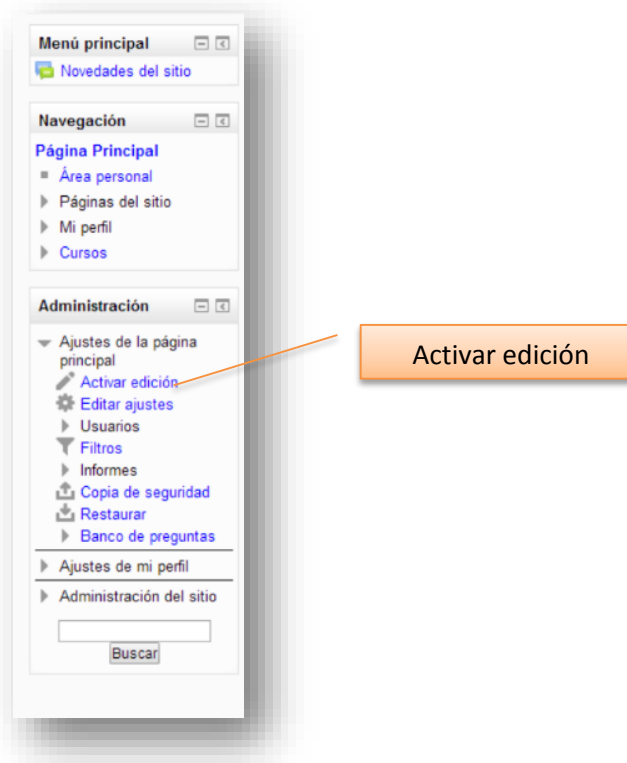 Menú principal
Novedades del sitio
Navegación
Página Principal
Área personal
Páginas del sitio
Mi perfil
Cursos
Administración
Ajustes de la página
principal
Activar edición
Activar edición
Editar ajustes
Usuarios
Filtros
Informes
Copia de seguridad
Restaurar
Banco de preguntas
Ajustes de mi perfil
Administración del sitio
Buscar